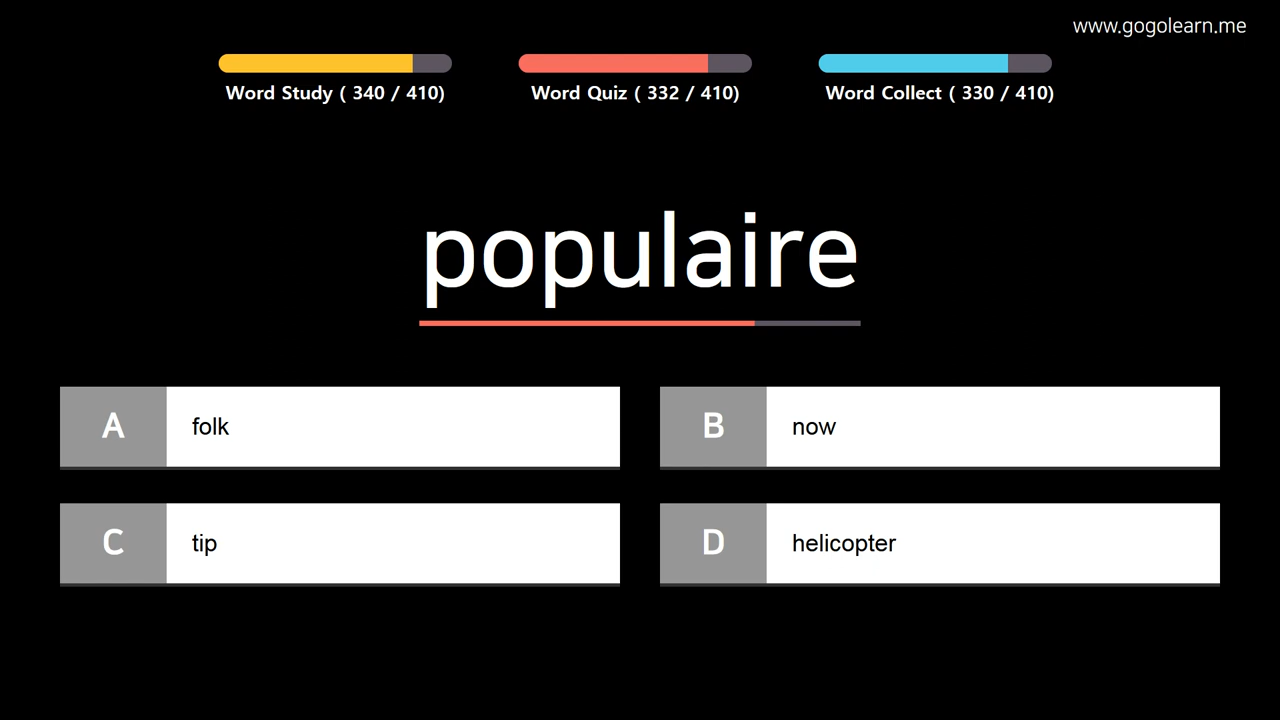 www.gogolearn.me
Word Study ( 340 / 410)
Word Quiz ( 332 / 410)
Word Collect ( 330 / 410)
populaire
A folk
B now
C tip
D helicopter